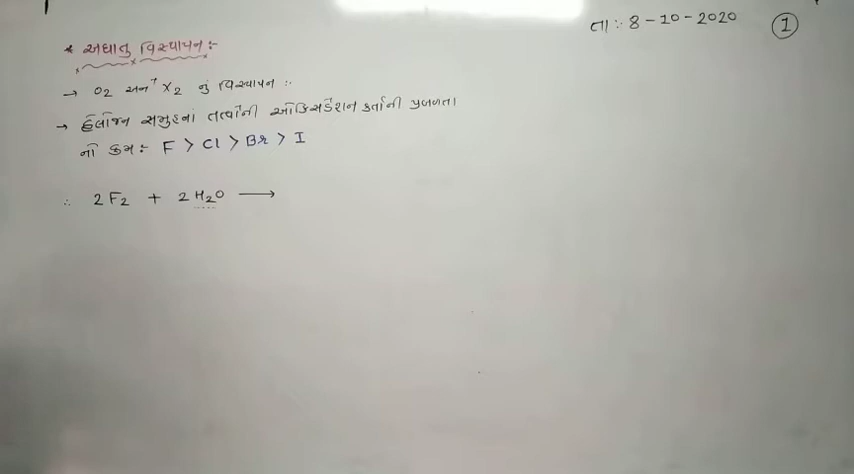 તા :- 8-10-2020
1
* અધાતુ વિસ્થાપન :-
→ O2 અને X2 નું વિસ્થાપન :-
→ હેલોજન સમુહનાં તત્વોની ઓક્સિડેશન કર્તાની પ્રબળતા
નો ક્રમ :- F > Cl > Br > I
∴ 2F2 + 2H2O ⟶